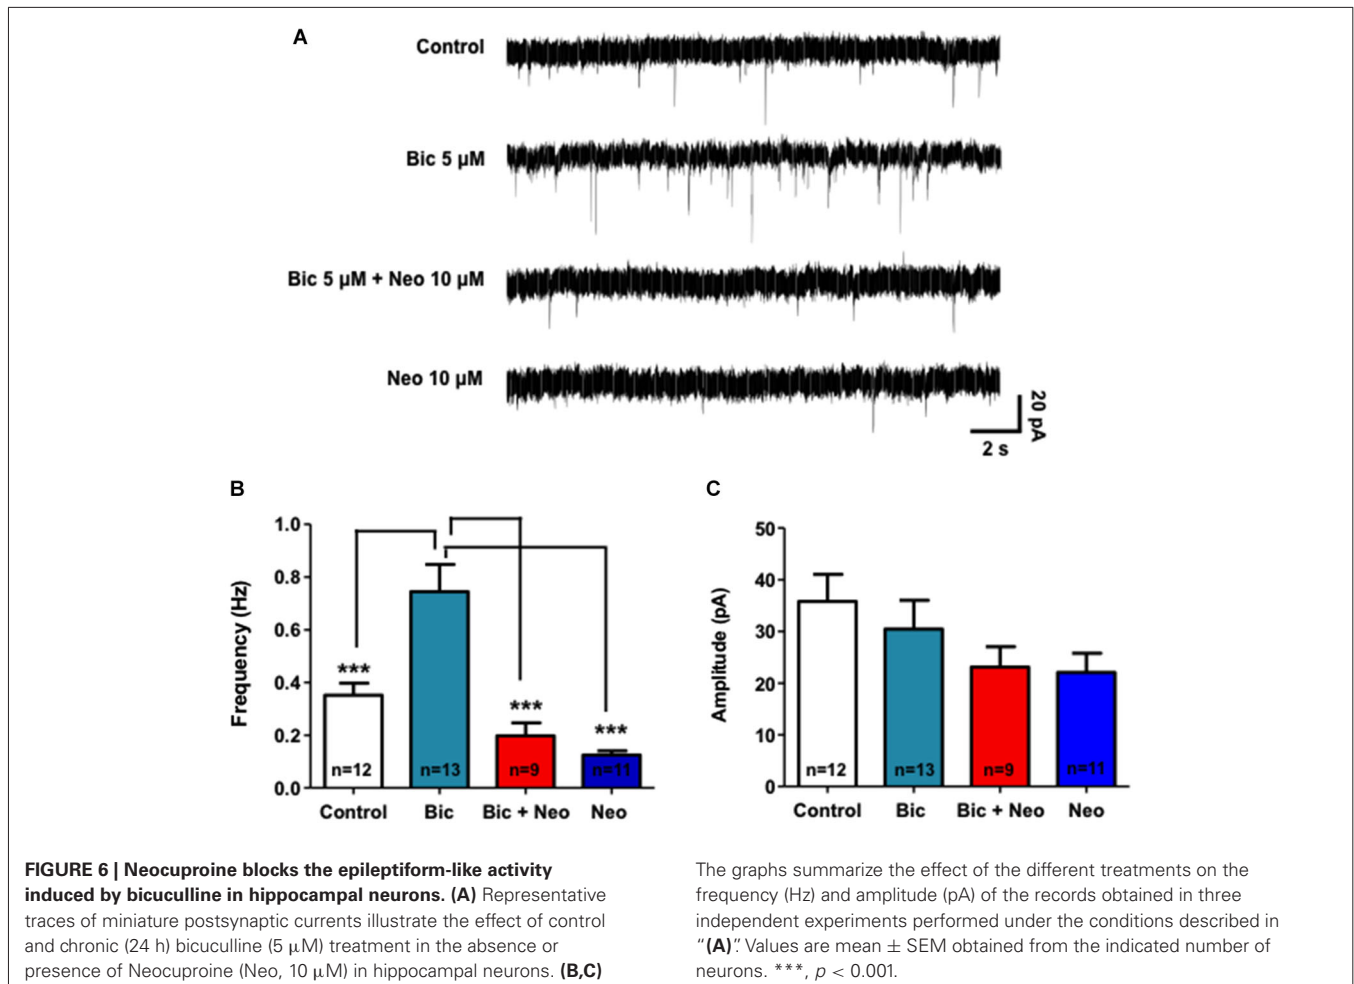 A
Control
Bic 5 µM
Bic 5 µM + Neo 10 µM
Neo 10 µM
20 pA
2 s
B
Frequency (Hz)
1.0
0.8
0.6
0.4
0.2
0.0
***
***
***
n=12
n=13
n=9
n=11
Control
Bic
Bic + Neo
Neo
C
Amplitude (pA)
50
40
30
20
10
0
n=12
n=13
n=9
n=11
Control
Bic
Bic + Neo
Neo
FIGURE 6 | Neocuproine blocks the epileptiform-like activity
induced by bicuculline in hippocampal neurons. (A) Representative
traces of miniature postsynaptic currents illustrate the effect of control
and chronic (24 h) bicuculline (5 µM) treatment in the absence or
presence of Neocuproine (Neo, 10 µM) in hippocampal neurons. (B,C)
The graphs summarize the effect of the different treatments on the
frequency (Hz) and amplitude (pA) of the records obtained in three
independent experiments performed under the conditions described in
“(A)”. Values are mean ± SEM obtained from the indicated number of
neurons. ***, p < 0.001.